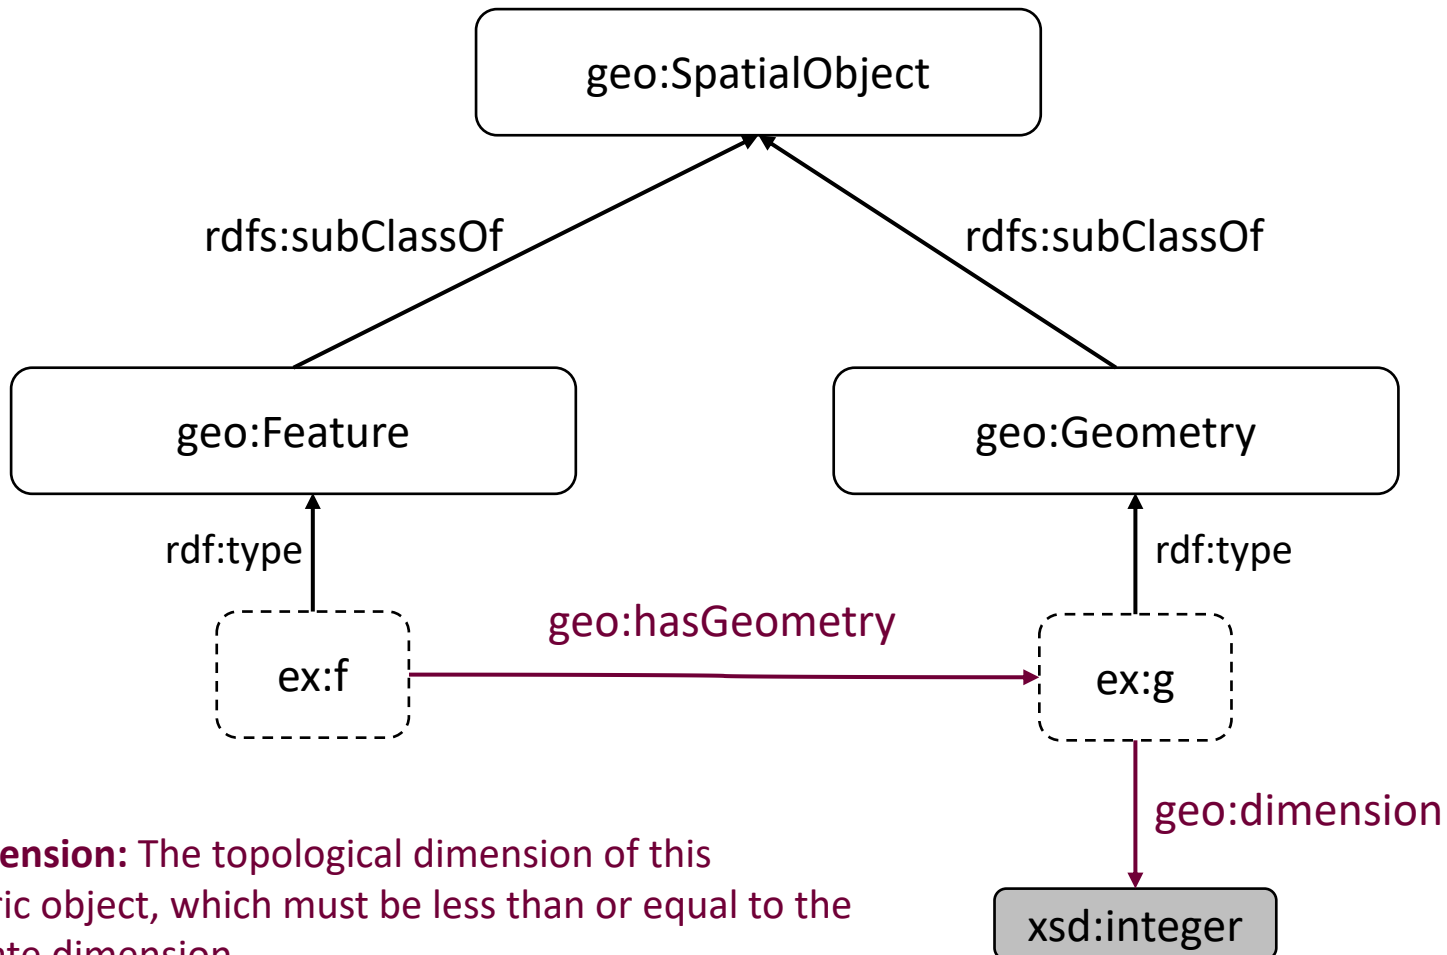 geo:SpatialObject
rdfs:subClassOf
rdfs:subClassOf
geo:Feature
geo:Geometry
rdf:type
rdf:type
geo:hasGeometry
ex:f
ex:g
geo:dimension
ension: The topological dimension of this
ric object, which must be less than or equal to the
dimension
xsd:integer